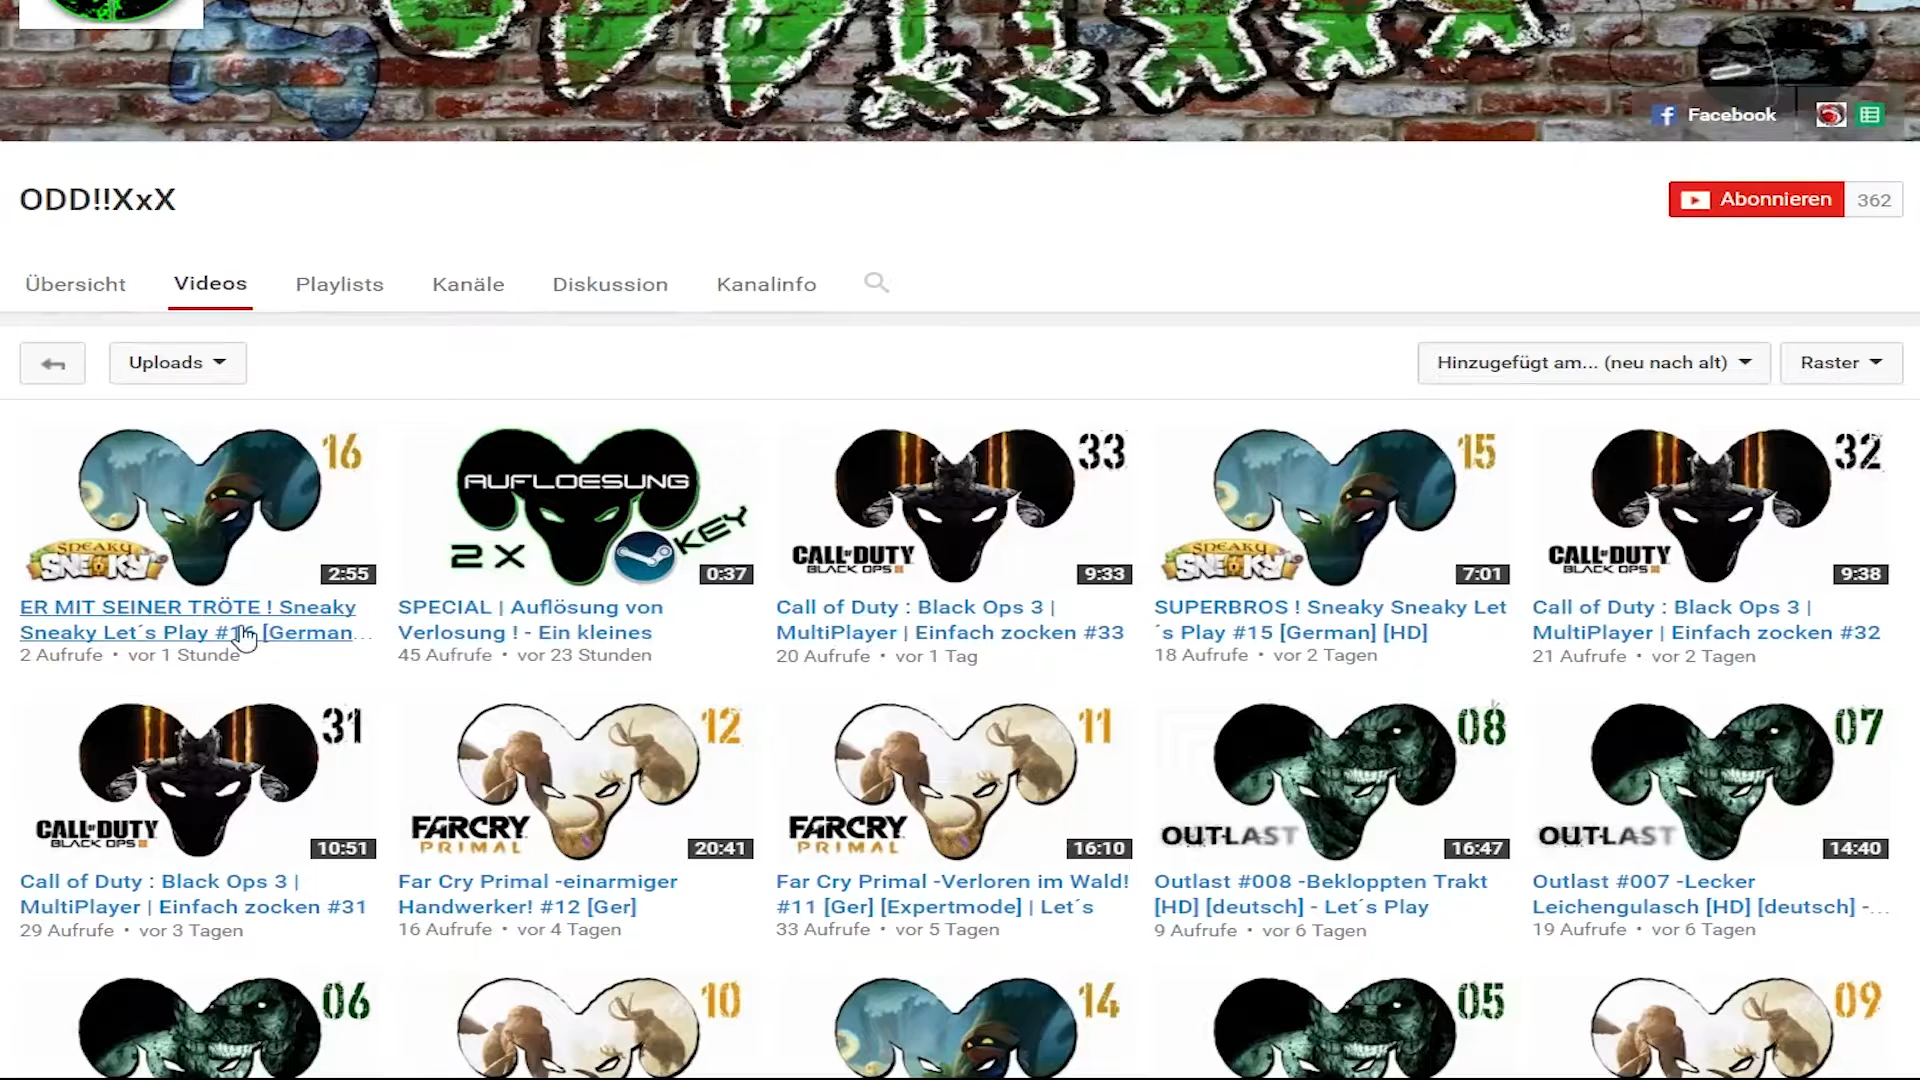 Facebook
ODD!!XxX
Abonnieren 362
Übersicht Videos Playlists Kanäle Diskussion Kanalinfo
Uploads Hinzugefügt am... (neu nach alt) Raster
16
SNEAKY
SNEAKY
2:55
ER MIT SEINER TRÖTE ! Sneaky
Sneaky Let´s Play #16 [German...
2 Aufrufe • vor 1 Stunde
AUFLOESUNG
2 X KEY
0:37
SPECIAL | Auflösung von
Verlosung ! - Ein kleines
45 Aufrufe • vor 23 Stunden
33
CALL OF DUTY
BLACK OPS III
9:33
Call of Duty : Black Ops 3 |
MultiPlayer | Einfach zocken #33
20 Aufrufe • vor 1 Tag
15
SNEAKY
SNEAKY
7:01
SUPERBROS ! Sneaky Sneaky Let
´s Play #15 [German] [HD]
18 Aufrufe • vor 2 Tagen
32
CALL OF DUTY
BLACK OPS III
9:38
Call of Duty : Black Ops 3 |
MultiPlayer | Einfach zocken #32
21 Aufrufe • vor 2 Tagen
31
CALL OF DUTY
BLACK OPS III
10:51
Call of Duty : Black Ops 3 |
MultiPlayer | Einfach zocken #31
29 Aufrufe • vor 3 Tagen
12
FARCRY
PRIMAL
20:41
Far Cry Primal -einarmiger
Handwerker! #12 [Ger]
16 Aufrufe • vor 4 Tagen
11
FARCRY
PRIMAL
16:10
Far Cry Primal -Verloren im Wald!
#11 [Ger] [Expertmode] | Let´s
33 Aufrufe • vor 5 Tagen
08
OUTLAST
16:47
Outlast #008 -Bekloppten Trakt
[HD] [deutsch] - Let´s Play
9 Aufrufe • vor 6 Tagen
07
OUTLAST
14:40
Outlast #007 -Lecker
Leichengulasch [HD] [deutsch] -...
19 Aufrufe • vor 6 Tagen
06
10
14
05
09